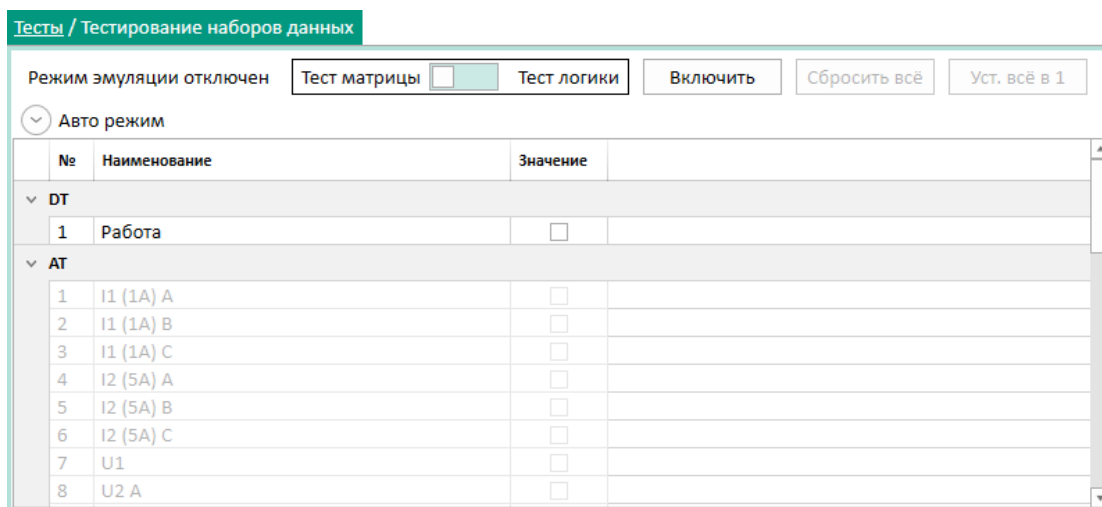 Тесты / Тестирование наборов данных
Режим эмуляции отключен Тест матрицы Тест логики Включить Сбросить всё Уст. всё в 1
Авто режим
№ Наименование Значение
DT
1 Работа
AT
1 I1 (1A) A
2 I1 (1A) B
3 I1 (1A) C
4 I2 (5A) A
5 I2 (5A) B
6 I2 (5A) C
7 U1
8 U2 A